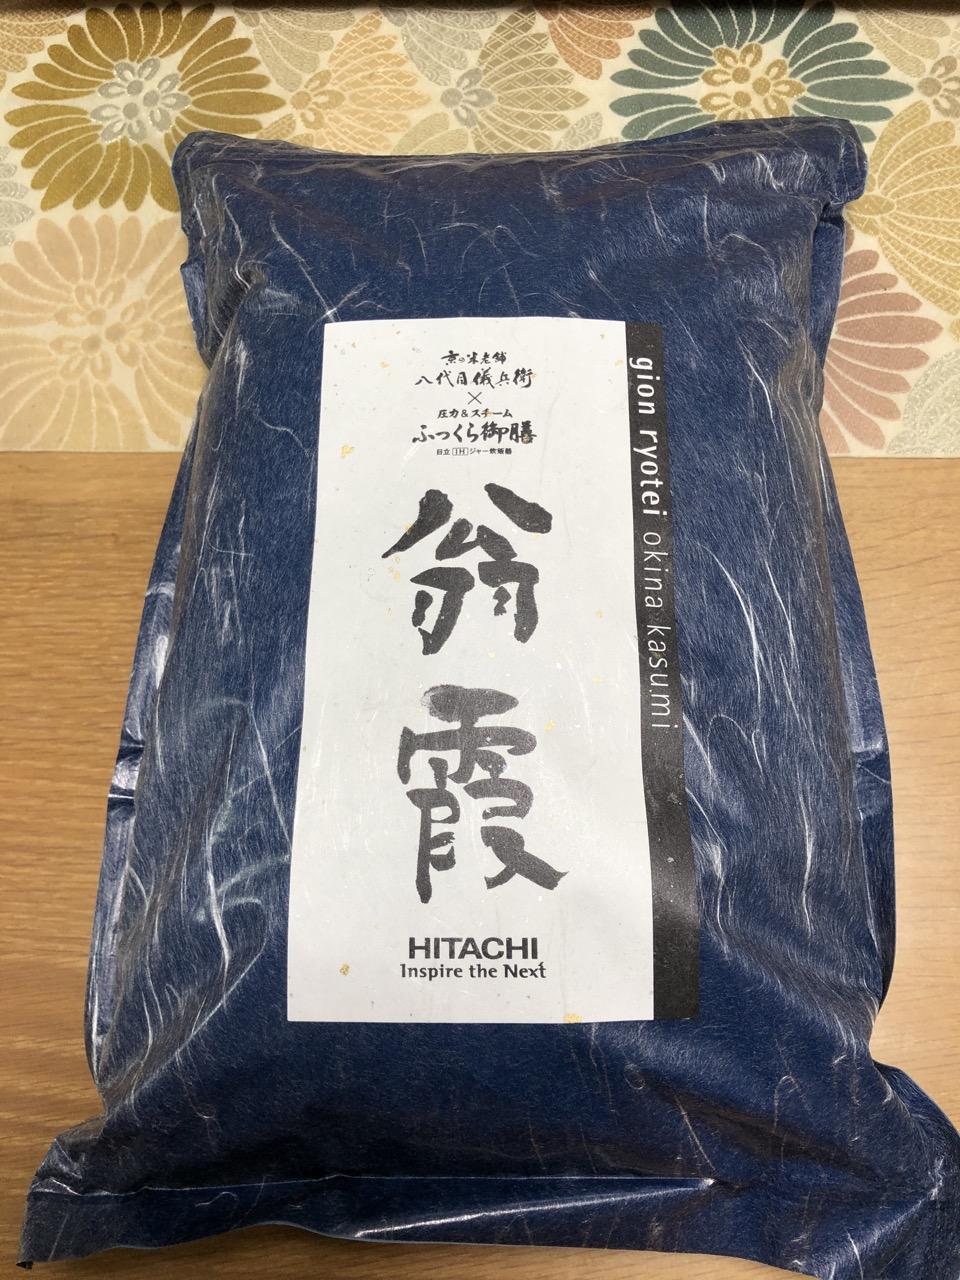 京の米老舗
八代目儀兵衛
×
圧力&スチーム
ふっくら御膳
日立IHジャー炊飯器
翁霞
HITACHI
Inspire the Next
gion ryotei okina kasumi